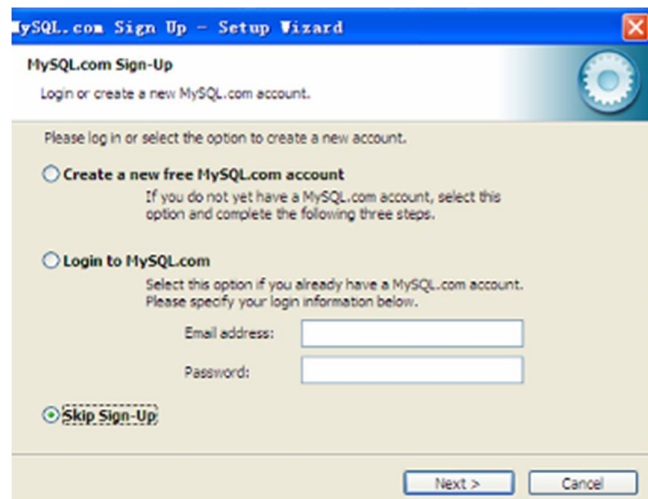 MySQL.com Sign Up - Setup Wizard
MySQL.com Sign-Up
Login or create a new MySQL.com account.
Please log in or select the option to create a new account.
Create a new free MySQL.com account
If you do not yet have a MySQL.com account, select this
option and complete the following three steps.
Login to MySQL.com
Select this option if you already have a MySQL.com account.
Please specify your login information below.
Email address:
Password:
Skip Sign-Up
Next >
Cancel